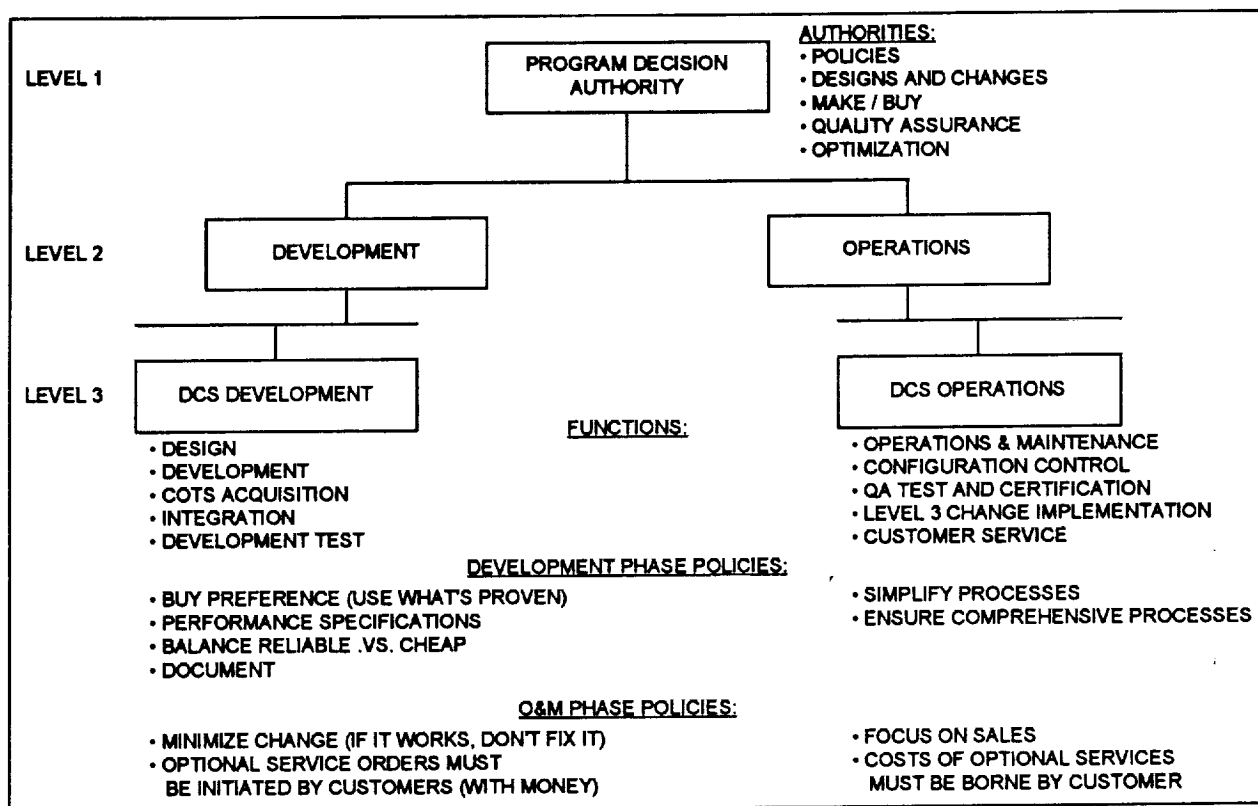 AUTHORITIES:
LEVEL 1
PROGRAM DECISION
AUTHORITY
• POLICIES
• DESIGNS AND CHANGES
• MAKE / BUY
• QUALITY ASSURANCE
• OPTIMIZATION
LEVEL 2
DEVELOPMENT
OPERATIONS
LEVEL 3
DCS DEVELOPMENT
DCS OPERATIONS
FUNCTIONS:
• DESIGN
• DEVELOPMENT
• COTS ACQUISITION
• INTEGRATION
• DEVELOPMENT TEST
• OPERATIONS & MAINTENANCE
• CONFIGURATION CONTROL
• QA TEST AND CERTIFICATION
• LEVEL 3 CHANGE IMPLEMENTATION
• CUSTOMER SERVICE
DEVELOPMENT PHASE POLICIES:
• BUY PREFERENCE (USE WHAT'S PROVEN)
• PERFORMANCE SPECIFICATIONS
• BALANCE RELIABLE .VS. CHEAP
• DOCUMENT
• SIMPLIFY PROCESSES
• ENSURE COMPREHENSIVE PROCESSES
O&M PHASE POLICIES:
• MINIMIZE CHANGE (IF IT WORKS, DON'T FIX IT)
• OPTIONAL SERVICE ORDERS MUST
BE INITIATED BY CUSTOMERS (WITH MONEY)
• FOCUS ON SALES
• COSTS OF OPTIONAL SERVICES
MUST BE BORNE BY CUSTOMER